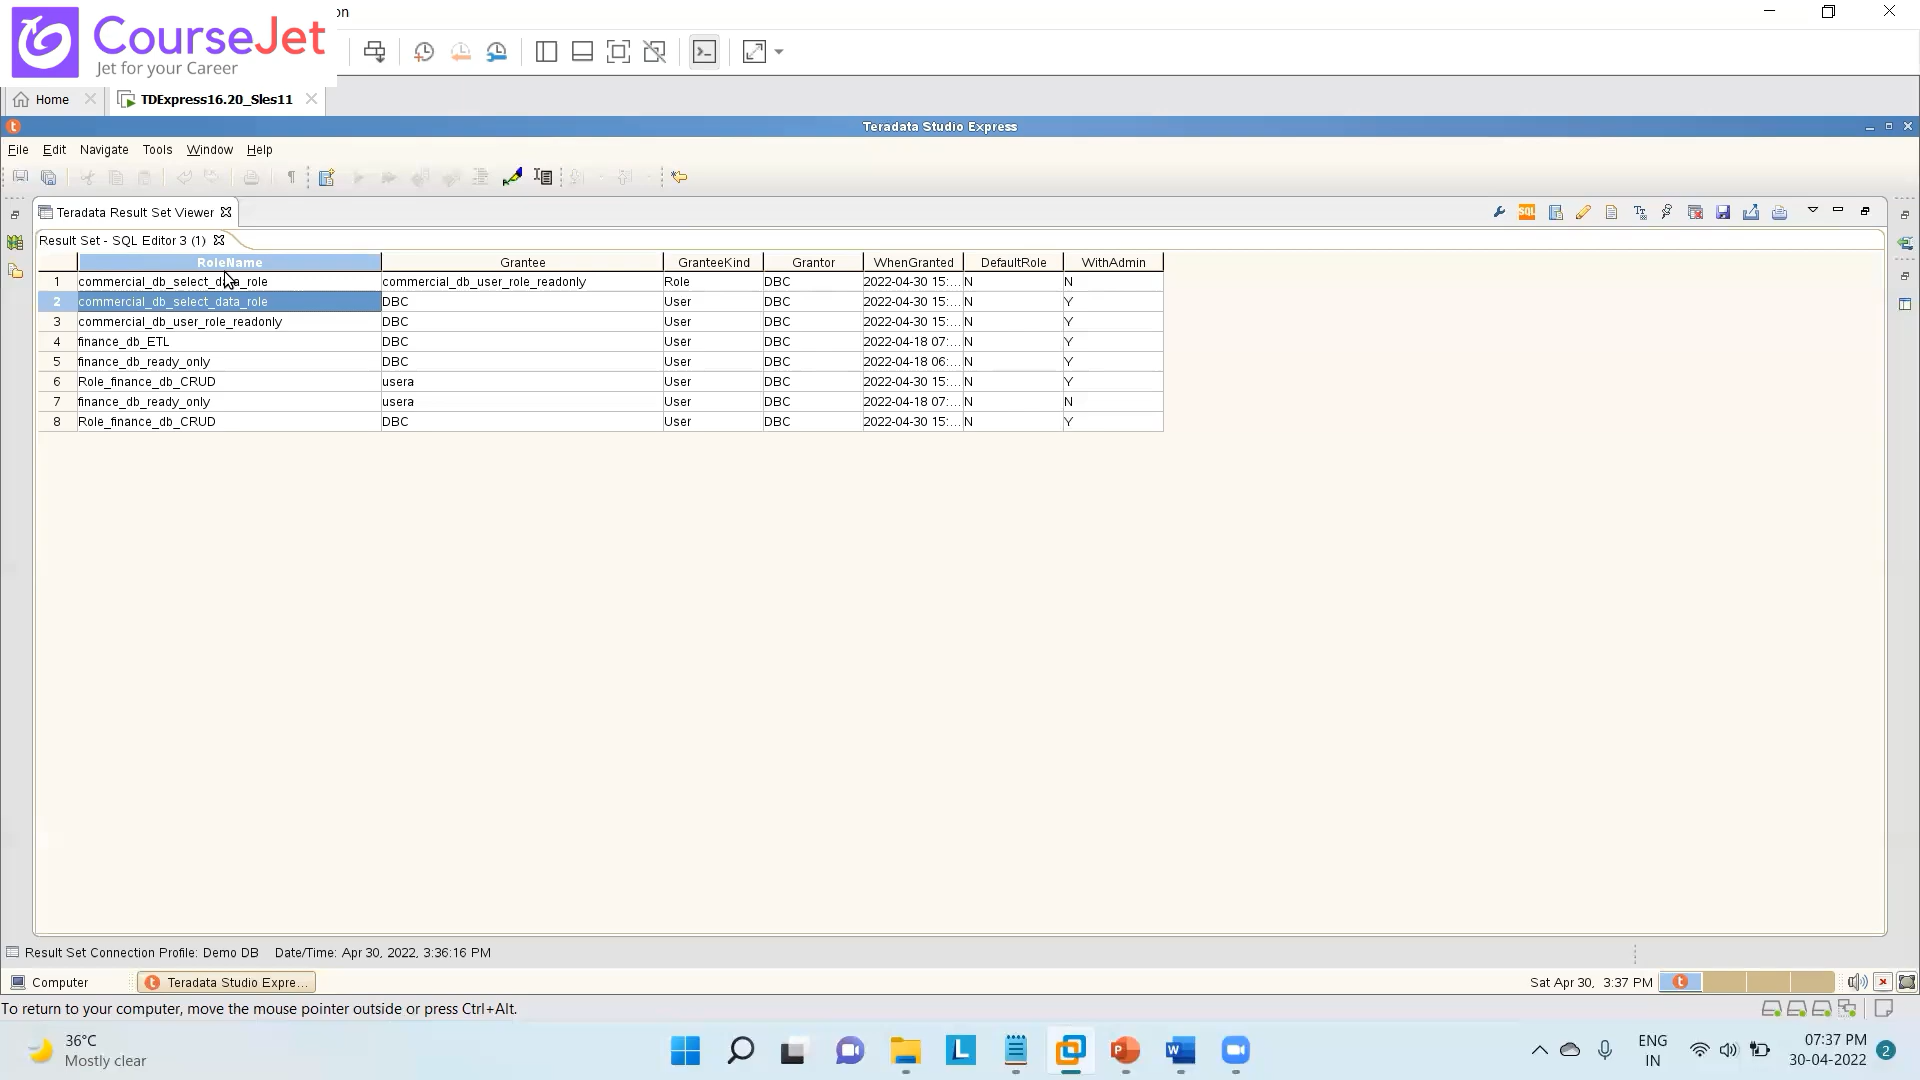 CourseJet
Jet for your Career
on
Home
TDExpress16.20_Sles11
Teradata Studio Express
File Edit Navigate Tools Window Help
Teradata Result Set Viewer
SQL
Result Set - SQL Editor 3 (1)
RoleName Grantee GranteeKind Grantor WhenGranted DefaultRole WithAdmin
1 commercial_db_select_data_role commercial_db_user_role_readonly Role DBC 2022-04-30 15:... N N
2 commercial_db_select_data_role DBC User DBC 2022-04-30 15:... N Y
3 commercial_db_user_role_readonly DBC User DBC 2022-04-30 15:... N Y
4 finance_db_ETL DBC User DBC 2022-04-18 07:... N Y
5 finance_db_ready_only DBC User DBC 2022-04-18 06:... N Y
6 Role_finance_db_CRUD usera User DBC 2022-04-30 15:... N Y
7 finance_db_ready_only usera User DBC 2022-04-18 07:... N N
8 Role_finance_db_CRUD DBC User DBC 2022-04-30 15:... N Y
Result Set Connection Profile: Demo DB Date/Time: Apr 30, 2022, 3:36:16 PM
Computer Teradata Studio Expre... Sat Apr 30, 3:37 PM
To return to your computer, move the mouse pointer outside or press Ctrl+Alt.
36°C
Mostly clear
ENG
IN
07:37 PM
30-04-2022
2